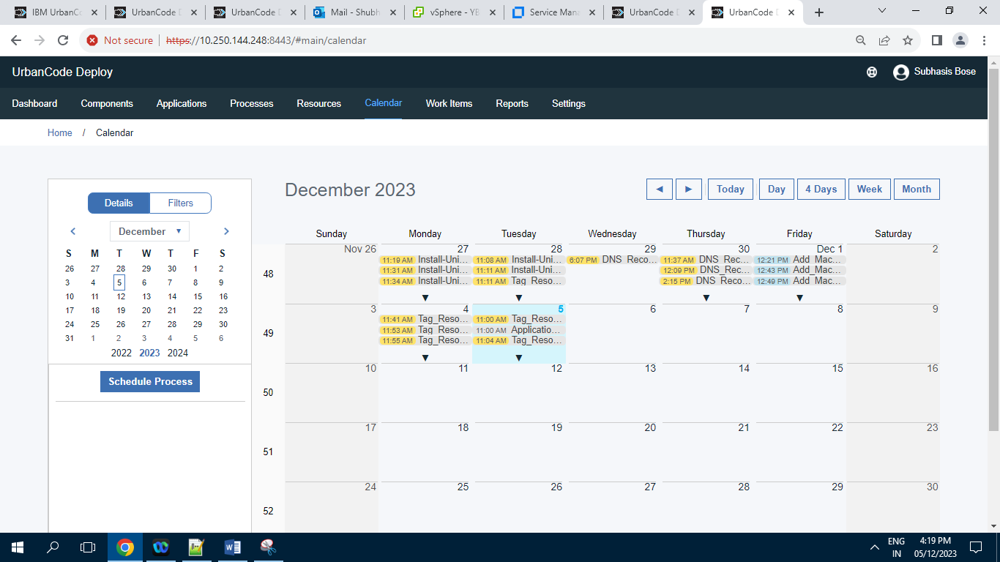 IBM UrbanCo
UrbanCode D
UrbanCode D
Mail - Shubh
vSphere - YB
Service Mana
UrbanCode D
UrbanCode D
Not secure
https://10.250.144.248:8443/#main/calendar
UrbanCode Deploy
Subhasis Bose
Dashboard Components Applications Processes Resources Calendar Work Items Reports Settings
Home / Calendar
Details Filters
December
S M T W T F S
26 27 28 29 30 1 2
3 4 5 6 7 8 9
10 11 12 13 14 15 16
17 18 19 20 21 22 23
24 25 26 27 28 29 30
31 1 2 3 4 5 6
2022 2023 2024
Schedule Process
December 2023
Today Day 4 Days Week Month
Sunday Monday Tuesday Wednesday Thursday Friday Saturday
48
Nov 26 27 28 29 30 Dec 1 2
11:19 AM Install-Uni... 11:08 AM Install-Uni... 6:07 PM DNS_Reco... 11:37 AM DNS_Rec... 12:21 PM Add_Mac...
11:31 AM Install-Uni... 11:11 AM Install-Uni... 12:09 PM DNS_Rec... 12:43 PM Add_Mac...
11:34 AM Install-Uni... 11:11 AM Tag_Reso... 2:15 PM DNS_Reco... 12:49 PM Add_Mac...
49
3 4 5 6 7 8 9
11:41 AM Tag_Reso... 11:00 AM Tag_Reso...
11:53 AM Tag_Reso... 11:00 AM Applicatio...
11:55 AM Tag_Reso... 11:04 AM Tag_Reso...
50
10 11 12 13 14 15 16
51
17 18 19 20 21 22 23
52
24 25 26 27 28 29 30
ENG
IN
4:19 PM
05/12/2023